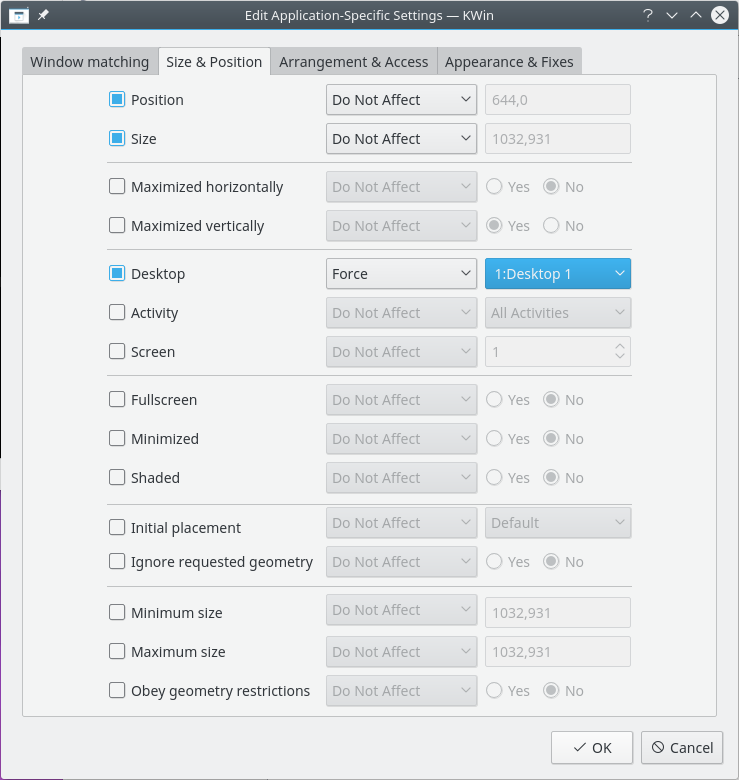 Edit Application-Specific Settings — KWin
Window matching Size & Position Arrangement & Access Appearance & Fixes
Position Do Not Affect 644,0
Size Do Not Affect 1032,931
Maximized horizontally Do Not Affect Yes No
Maximized vertically Do Not Affect Yes No
Desktop Force 1:Desktop 1
Activity Do Not Affect All Activities
Screen Do Not Affect 1
Fullscreen Do Not Affect Yes No
Minimized Do Not Affect Yes No
Shaded Do Not Affect Yes No
Initial placement Do Not Affect Default
Ignore requested geometry Do Not Affect Yes No
Minimum size Do Not Affect 1032,931
Maximum size Do Not Affect 1032,931
Obey geometry restrictions Do Not Affect Yes No
OK Cancel